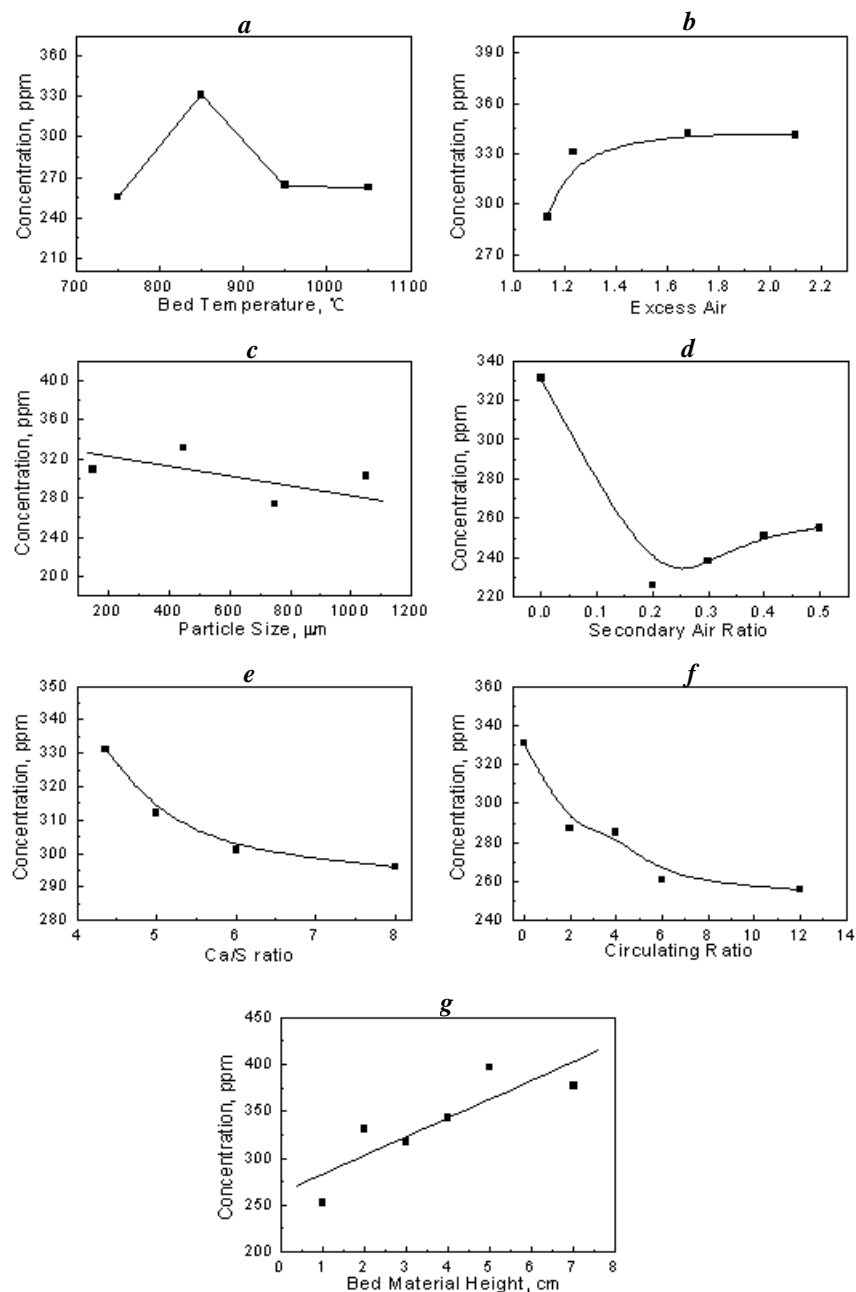 a
360
330
300
270
240
210
Concentration, ppm
700 800 900 1000 1100
Bed Temperature, ℃
b
390
360
330
300
270
Concentration, ppm
1.0 1.2 1.4 1.6 1.8 2.0 2.2
Excess Air
c
400
360
320
280
240
200
Concentration, ppm
200 400 600 800 1000 1200
Particle Size, μm
d
340
320
300
280
260
240
220
Concentration, ppm
0.0 0.1 0.2 0.3 0.4 0.5
Secondary Air Ratio
e
350
340
330
320
310
300
290
280
Concentration, ppm
4 5 6 7 8
Ca/S ratio
f
360
340
320
300
280
260
240
Concentration, ppm
0 2 4 6 8 10 12 14
Circulating Ratio
g
450
400
350
300
250
200
Concentration, ppm
0 1 2 3 4 5 6 7 8
Bed Material Height, cm